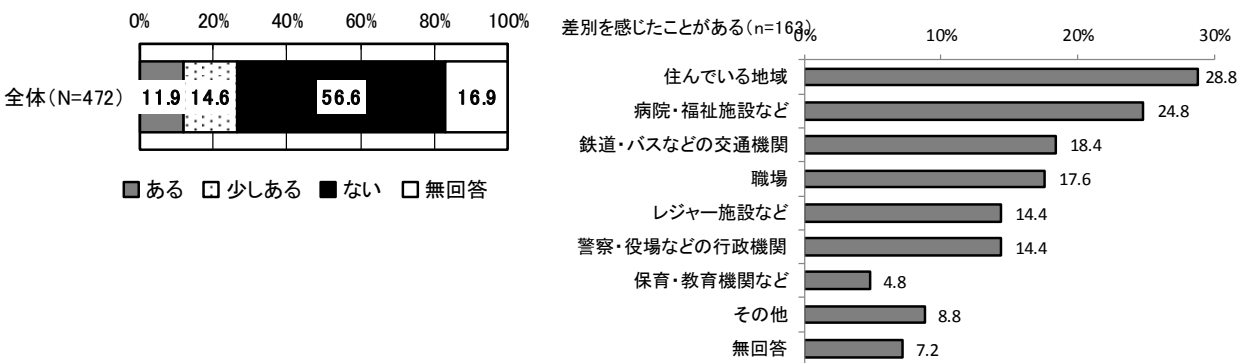 0% 20% 40% 60% 80% 100%
全体(N=472) 11.9 14.6 56.6 16.9
ある 少しある ない 無回答
差別を感じたことがある(n=163)
0% 10% 20% 30%
住んでいる地域 28.8
病院・福祉施設など 24.8
鉄道・バスなどの交通機関 18.4
職場 17.6
レジャー施設など 14.4
警察・役場などの行政機関 14.4
保育・教育機関など 4.8
その他 8.8
無回答 7.2